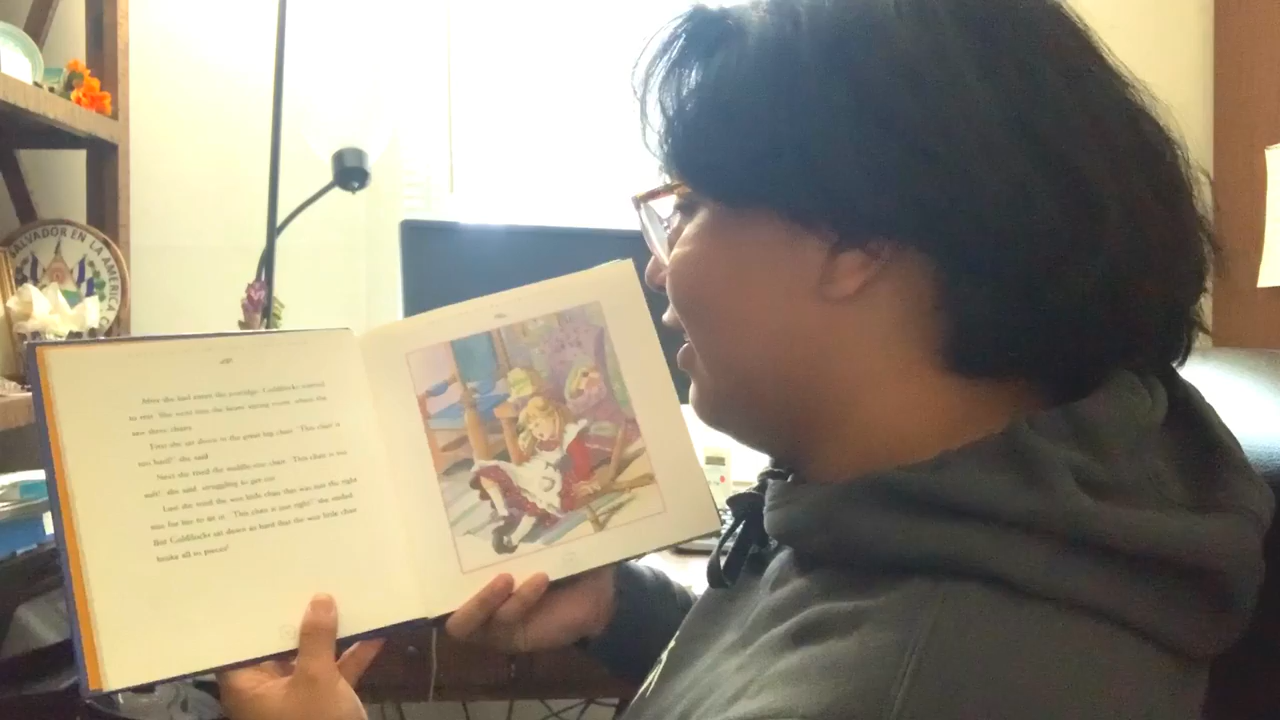 SALVADOR EN LA AMERICA C
After she had eaten the porridge, Goldilocks wanted
to rest. She went into the bears' sitting room, where she
saw three chairs.
First she sat down in the great big chair. "This chair is
too hard!" she said.
Next she tried the middle-size chair. "This chair is too
soft!" she said, struggling to get out.
Last she tried the wee little chair that was just the right
size for her to sit in. "This chair is just right!" she smiled.
But Goldilocks sat down so hard that the wee little chair
broke all to pieces!